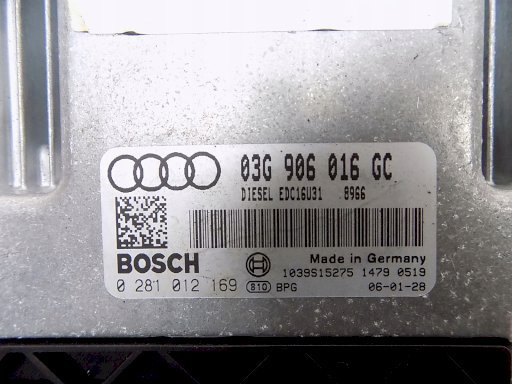 03G 906 016 GC
DIESEL EDC16U31 8966
BOSCH
Made in Germany
1039S15275 1479 0519
0 281 012 169 810 BPG 06-01-28